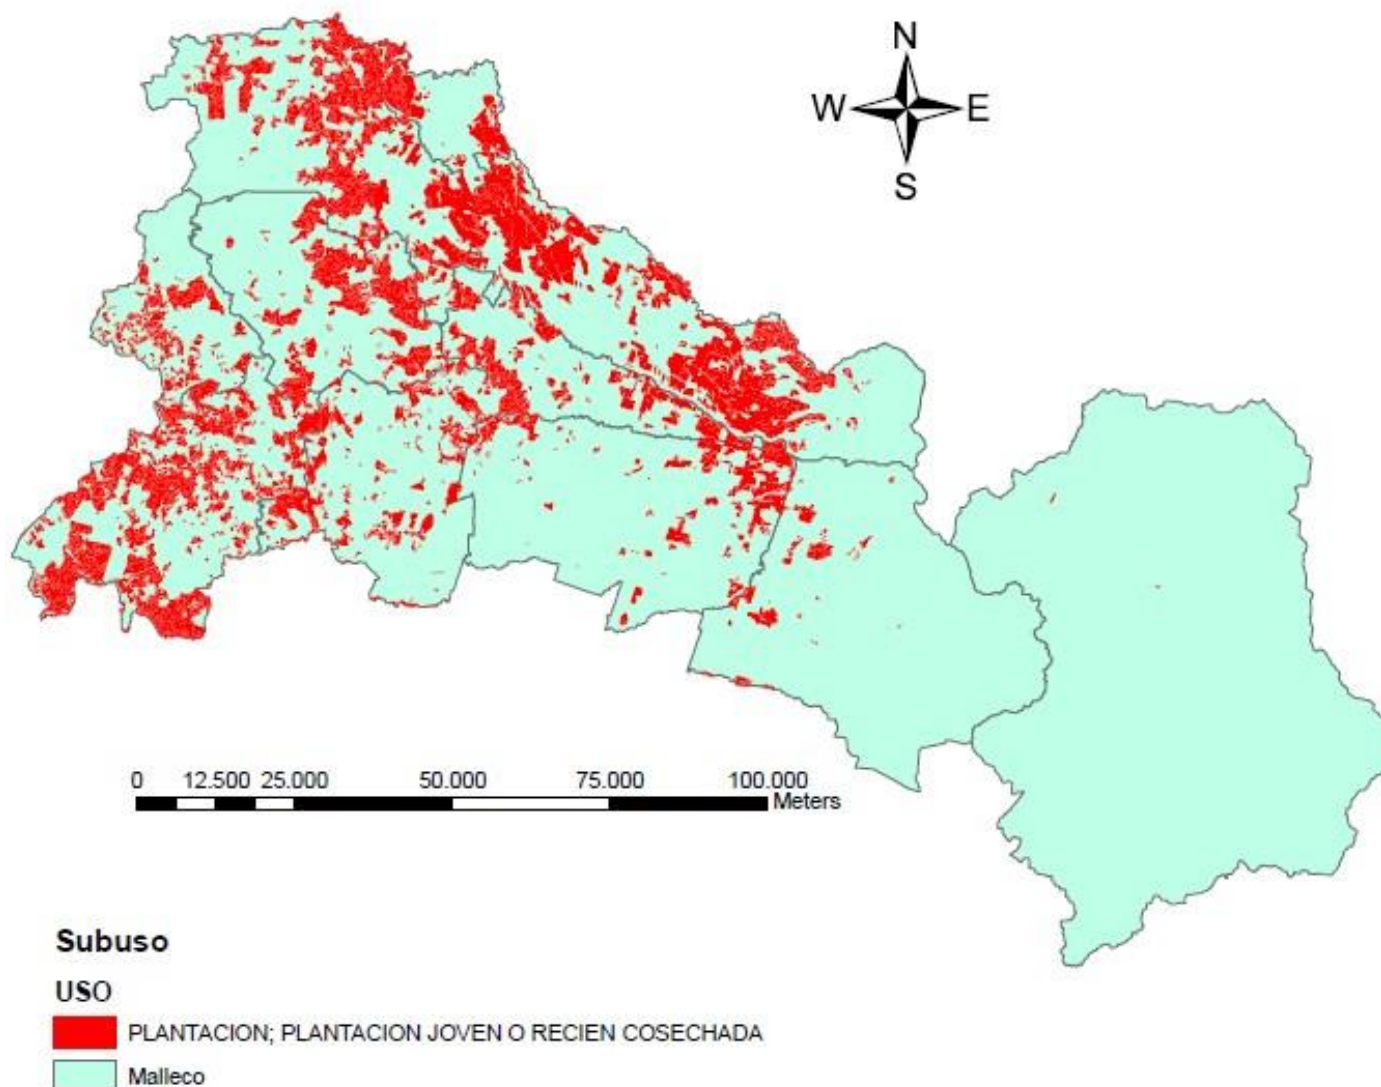 N
W E
S
0 12.500 25.000 50.000 75.000 100.000
Meters
Subuso
USO
PLANTACION; PLANTACION JOVEN O RECIEN COSECHADA
Malleco